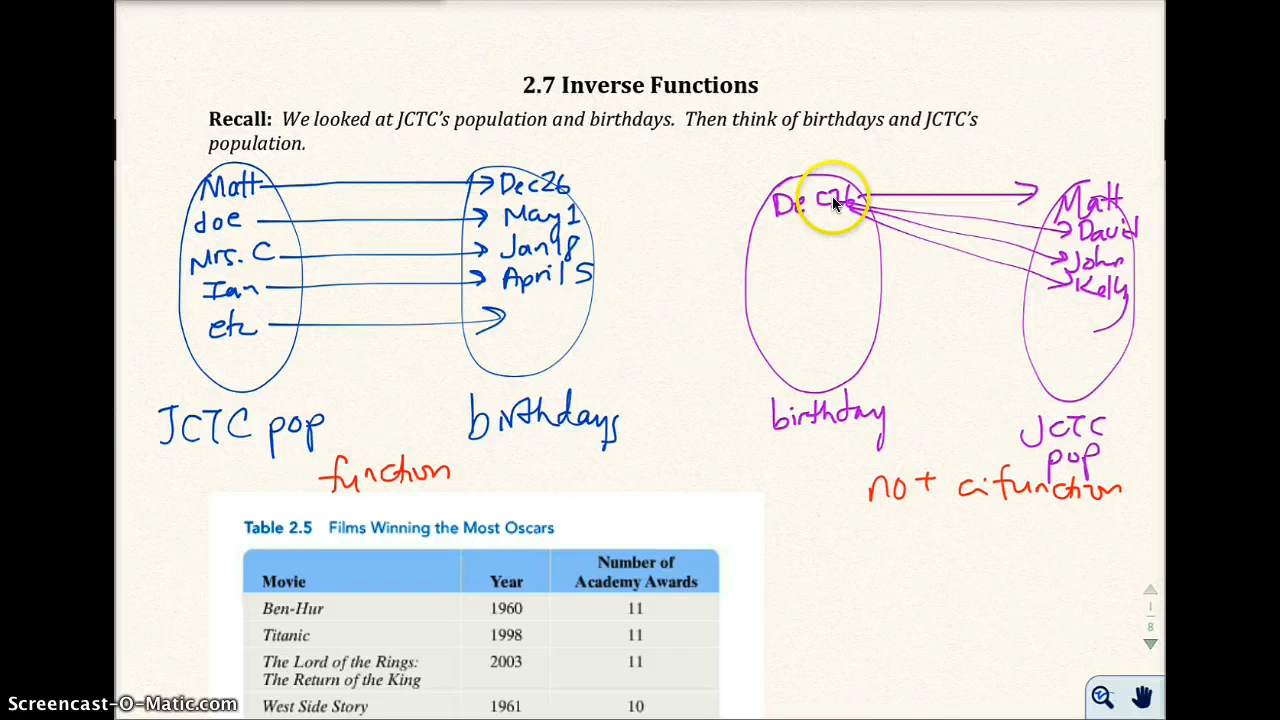 2.7 Inverse Functions
Recall: We looked at JCTC's population and birthdays. Then think of birthdays and JCTC's
population.
Matt
doe
Mrs. C
Ian
etc
JCTC pop
Dec26
May 1
Jan 18
April 5
birthdays
function
Dec26
birthday
Matt
David
John
Kelly
JCTC
pop
not a function
Table 2.5 Films Winning the Most Oscars
Movie Year Number of Academy Awards
Ben-Hur 1960 11
Titanic 1998 11
The Lord of the Rings: 2003 11
The Return of the King
West Side Story 1961 10
1
8
Screencast-O-Matic.com